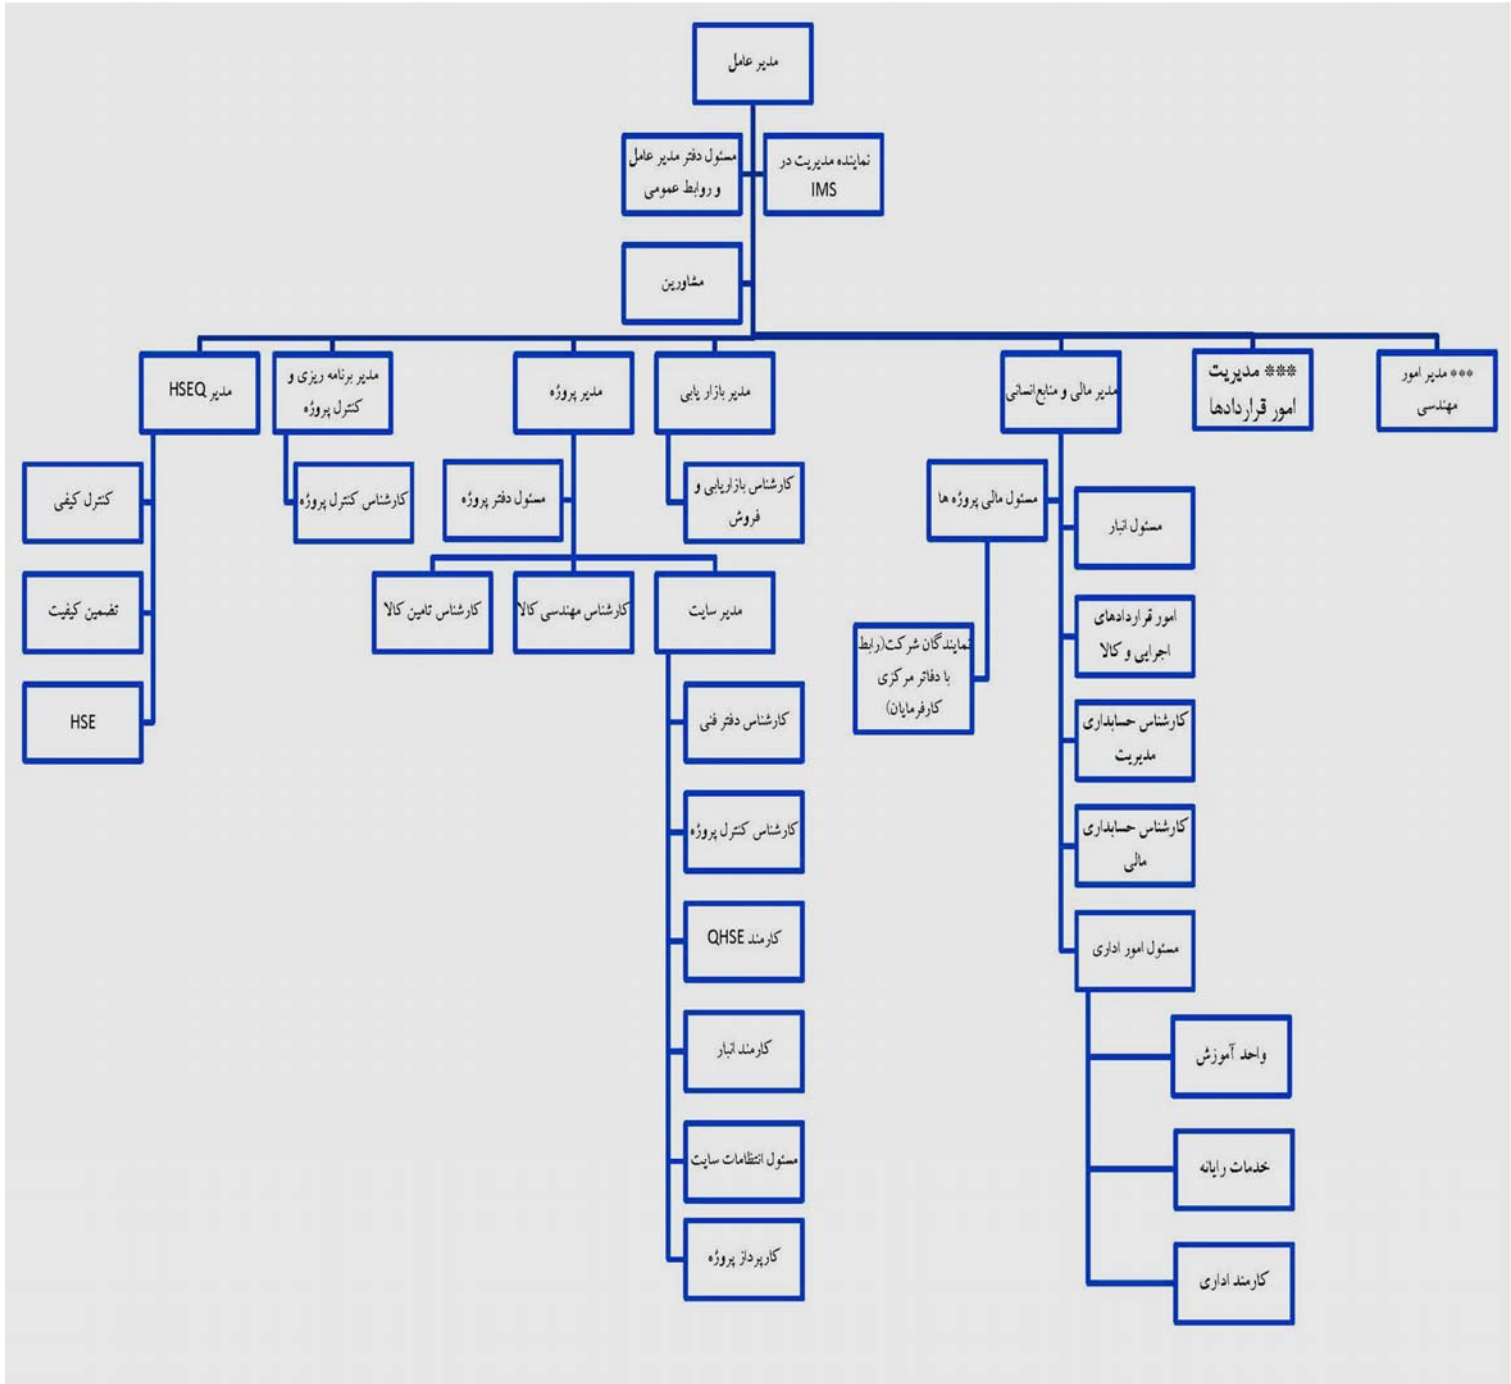 مدیر عامل
نماینده مدیریت در
IMS
مسئول دفتر مدیر عامل
و روابط عمومی
مشاورین
*** مدیر امور
مهندسی
*** مدیریت
امور قراردادها
مدیر مالی و منابع انسانی
مدیر بازار یابی
مدیر پروژه
مدیر برنامه ریزی و
کنترل پروژه
مدیر HSEQ
مسئول انبار
مسئول مالی پروژه ها
کارشناس بازاریابی و
فروش
مسئول دفتر پروژه
کارشناس کنترل پروژه
کنترل کیفی
امور قراردادهای
اجرایی و کالا
نمایندگان شرکت(رابط
با دفاتر مرکزی
کارفرمایان)
مدیر سایت
کارشناس مهندسی کالا
کارشناس تامین کالا
تضمین کیفیت
کارشناس حسابداری
مدیریت
کارشناس دفتر فنی
HSE
کارشناس حسابداری
مالی
کارشناس کنترل پروژه
مسئول امور اداری
کارمند QHSE
واحد آموزش
کارمند انبار
خدمات رایانه
مسئول انتظامات سایت
کارمند اداری
کارپرداز پروژه